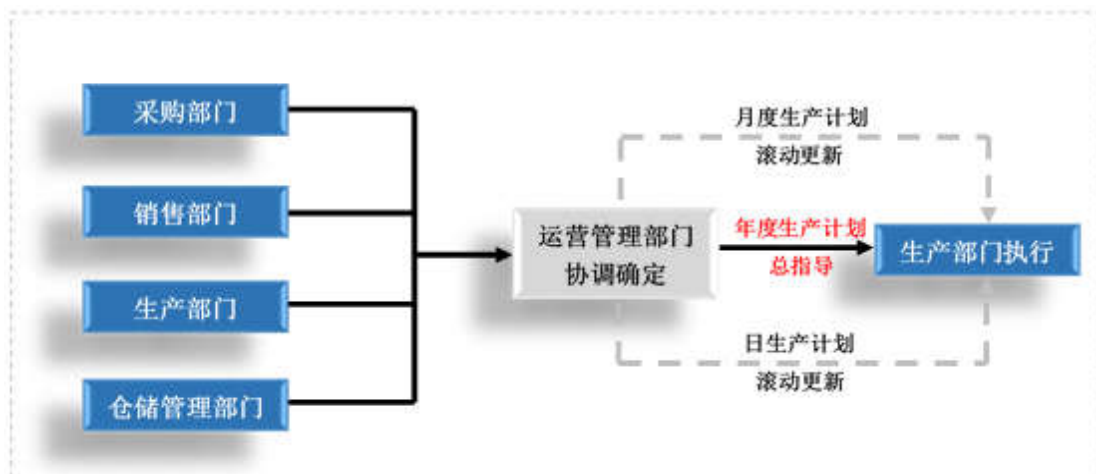 采购部门
销售部门
生产部门
仓储管理部门
运营管理部门
协调确定
月度生产计划
滚动更新
年度生产计划
总指导
日生产计划
滚动更新
生产部门执行